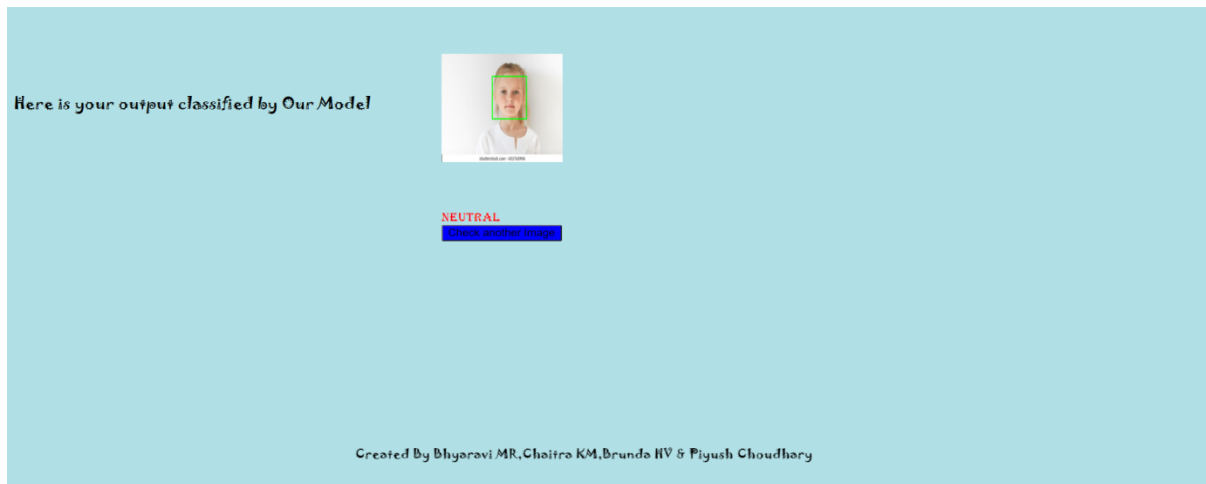 Here is your output classified by Our Model
NEUTRAL
Check another image
Created By Bhyaravi MR,Chaitra KM,Brunda NV & Piyush Choudhary